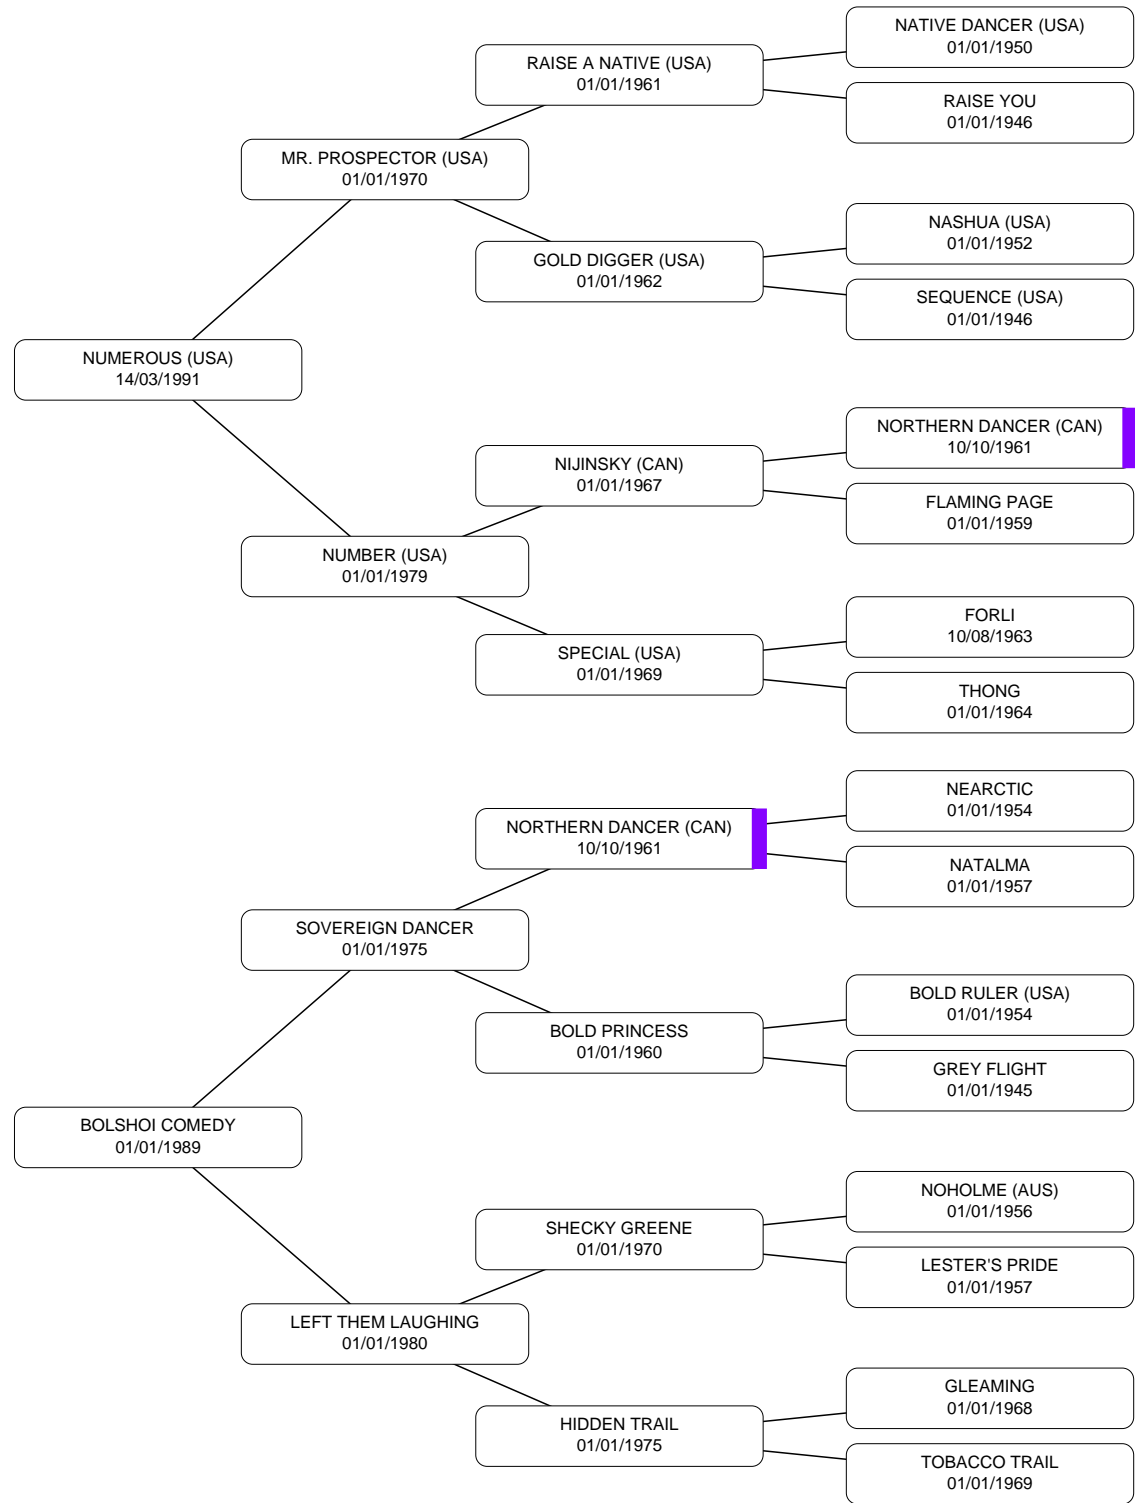 NATIVE DANCER (USA)
01/01/1950
RAISE A NATIVE (USA)
01/01/1961
RAISE YOU
01/01/1946
MR. PROSPECTOR (USA)
01/01/1970
NASHUA (USA)
01/01/1952
GOLD DIGGER (USA)
01/01/1962
SEQUENCE (USA)
01/01/1946
NUMEROUS (USA)
14/03/1991
NORTHERN DANCER (CAN)
10/10/1961
NIJINSKY (CAN)
01/01/1967
FLAMING PAGE
01/01/1959
NUMBER (USA)
01/01/1979
FORLI
10/08/1963
SPECIAL (USA)
01/01/1969
THONG
01/01/1964
NEARCTIC
01/01/1954
NORTHERN DANCER (CAN)
10/10/1961
NATALMA
01/01/1957
SOVEREIGN DANCER
01/01/1975
BOLD RULER (USA)
01/01/1954
BOLD PRINCESS
01/01/1960
GREY FLIGHT
01/01/1945
BOLSHOI COMEDY
01/01/1989
NOHOLME (AUS)
01/01/1956
SHECKY GREENE
01/01/1970
LESTER'S PRIDE
01/01/1957
LEFT THEM LAUGHING
01/01/1980
GLEAMING
01/01/1968
HIDDEN TRAIL
01/01/1975
TOBACCO TRAIL
01/01/1969